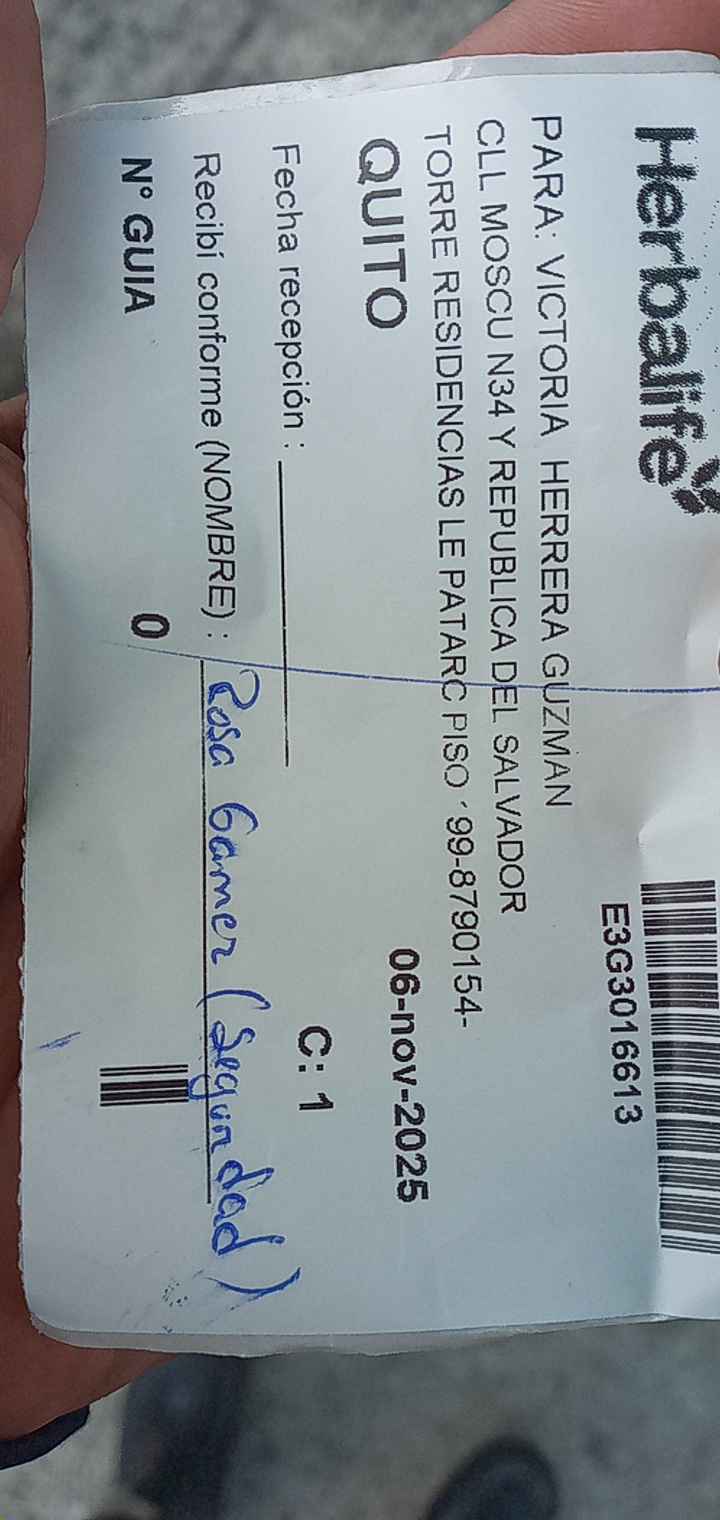 Herbalife
E3G3016613
PARA: VICTORIA HERRERA GUZMAN
CLL MOSCU N34 Y REPUBLICA DEL SALVADOR
TORRE RESIDENCIAS LE PATARC PISO ´99-8790154-
QUITO 06-nov-2025
Fecha recepción : C: 1
Recibí conforme (NOMBRE) : Rosa (Seguridad)
N° GUIA 0